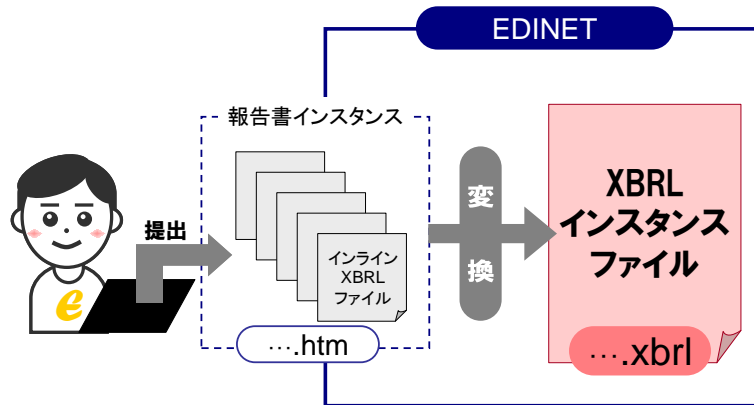 EDINET
報告書インスタンス
提出
e
インライン
XBRL
ファイル
….htm
変
換
XBRL
インスタンス
ファイル
….xbrl